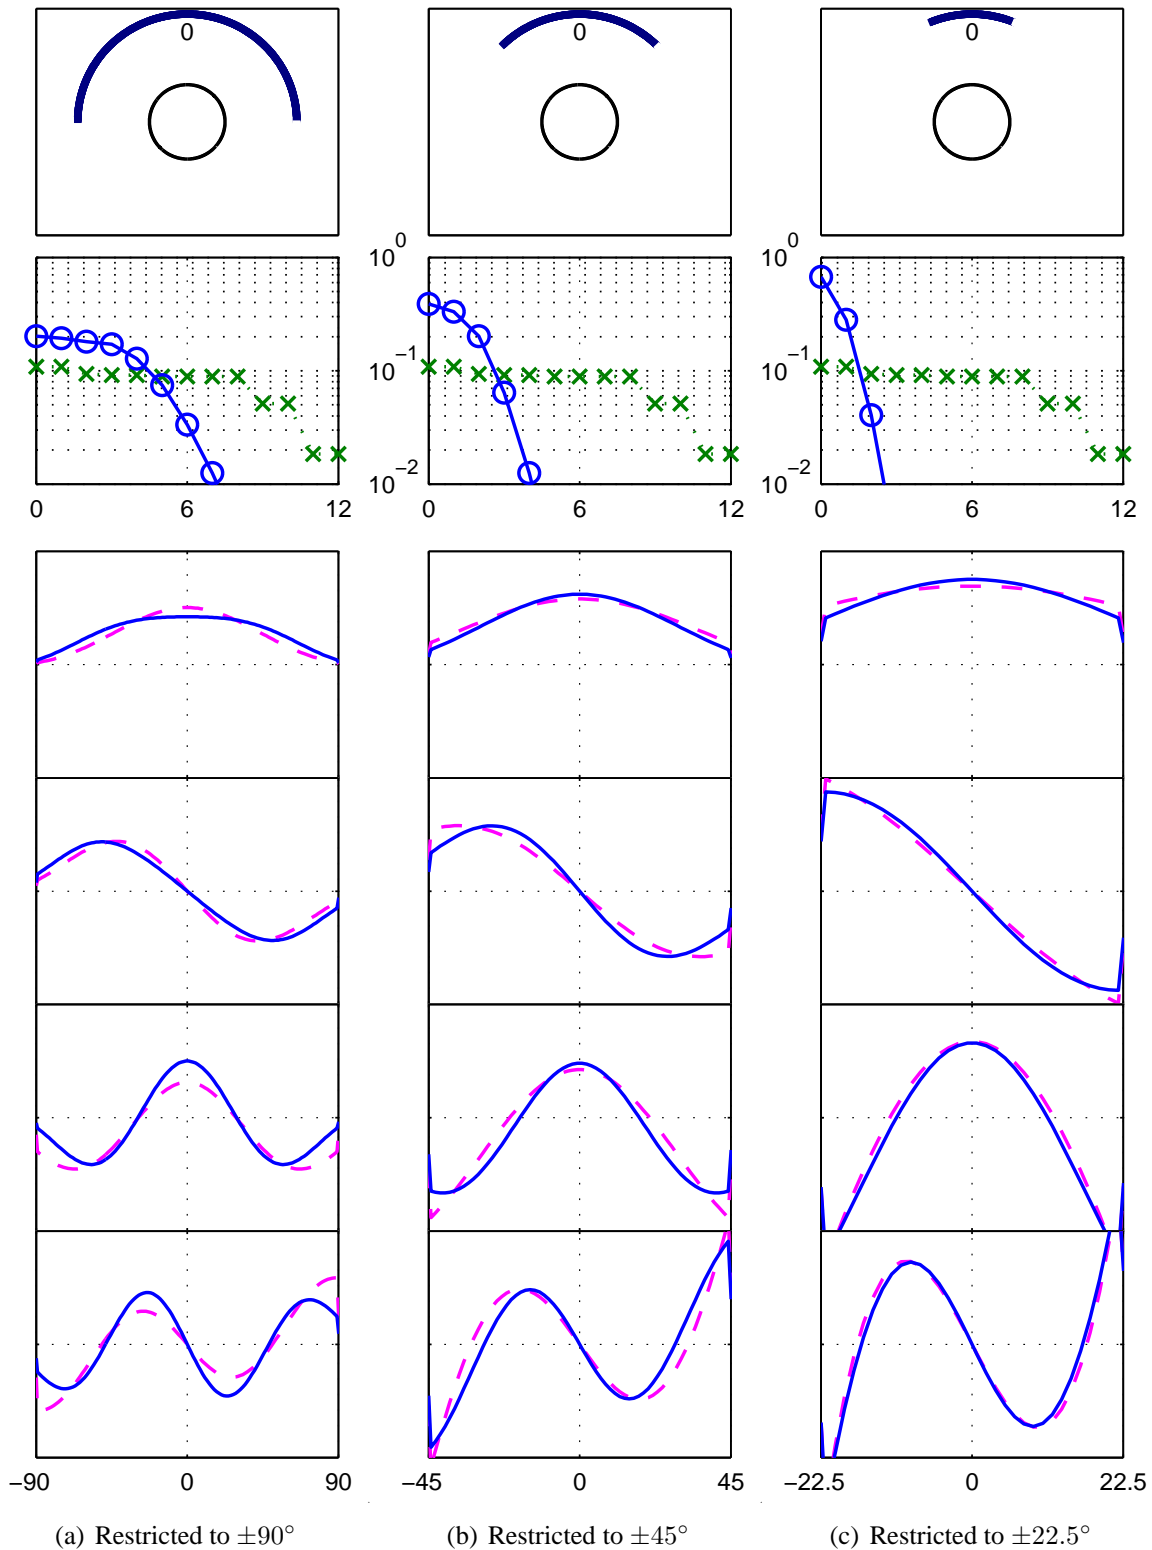 0 0 0
10^0 10^0
10^-1 10^-1
10^-2 10^-2
0 6 12 0 6 12 0 6 12
−90 0 90 −45 0 45 −22.5 0 22.5
(a) Restricted to ±90° (b) Restricted to ±45° (c) Restricted to ±22.5°